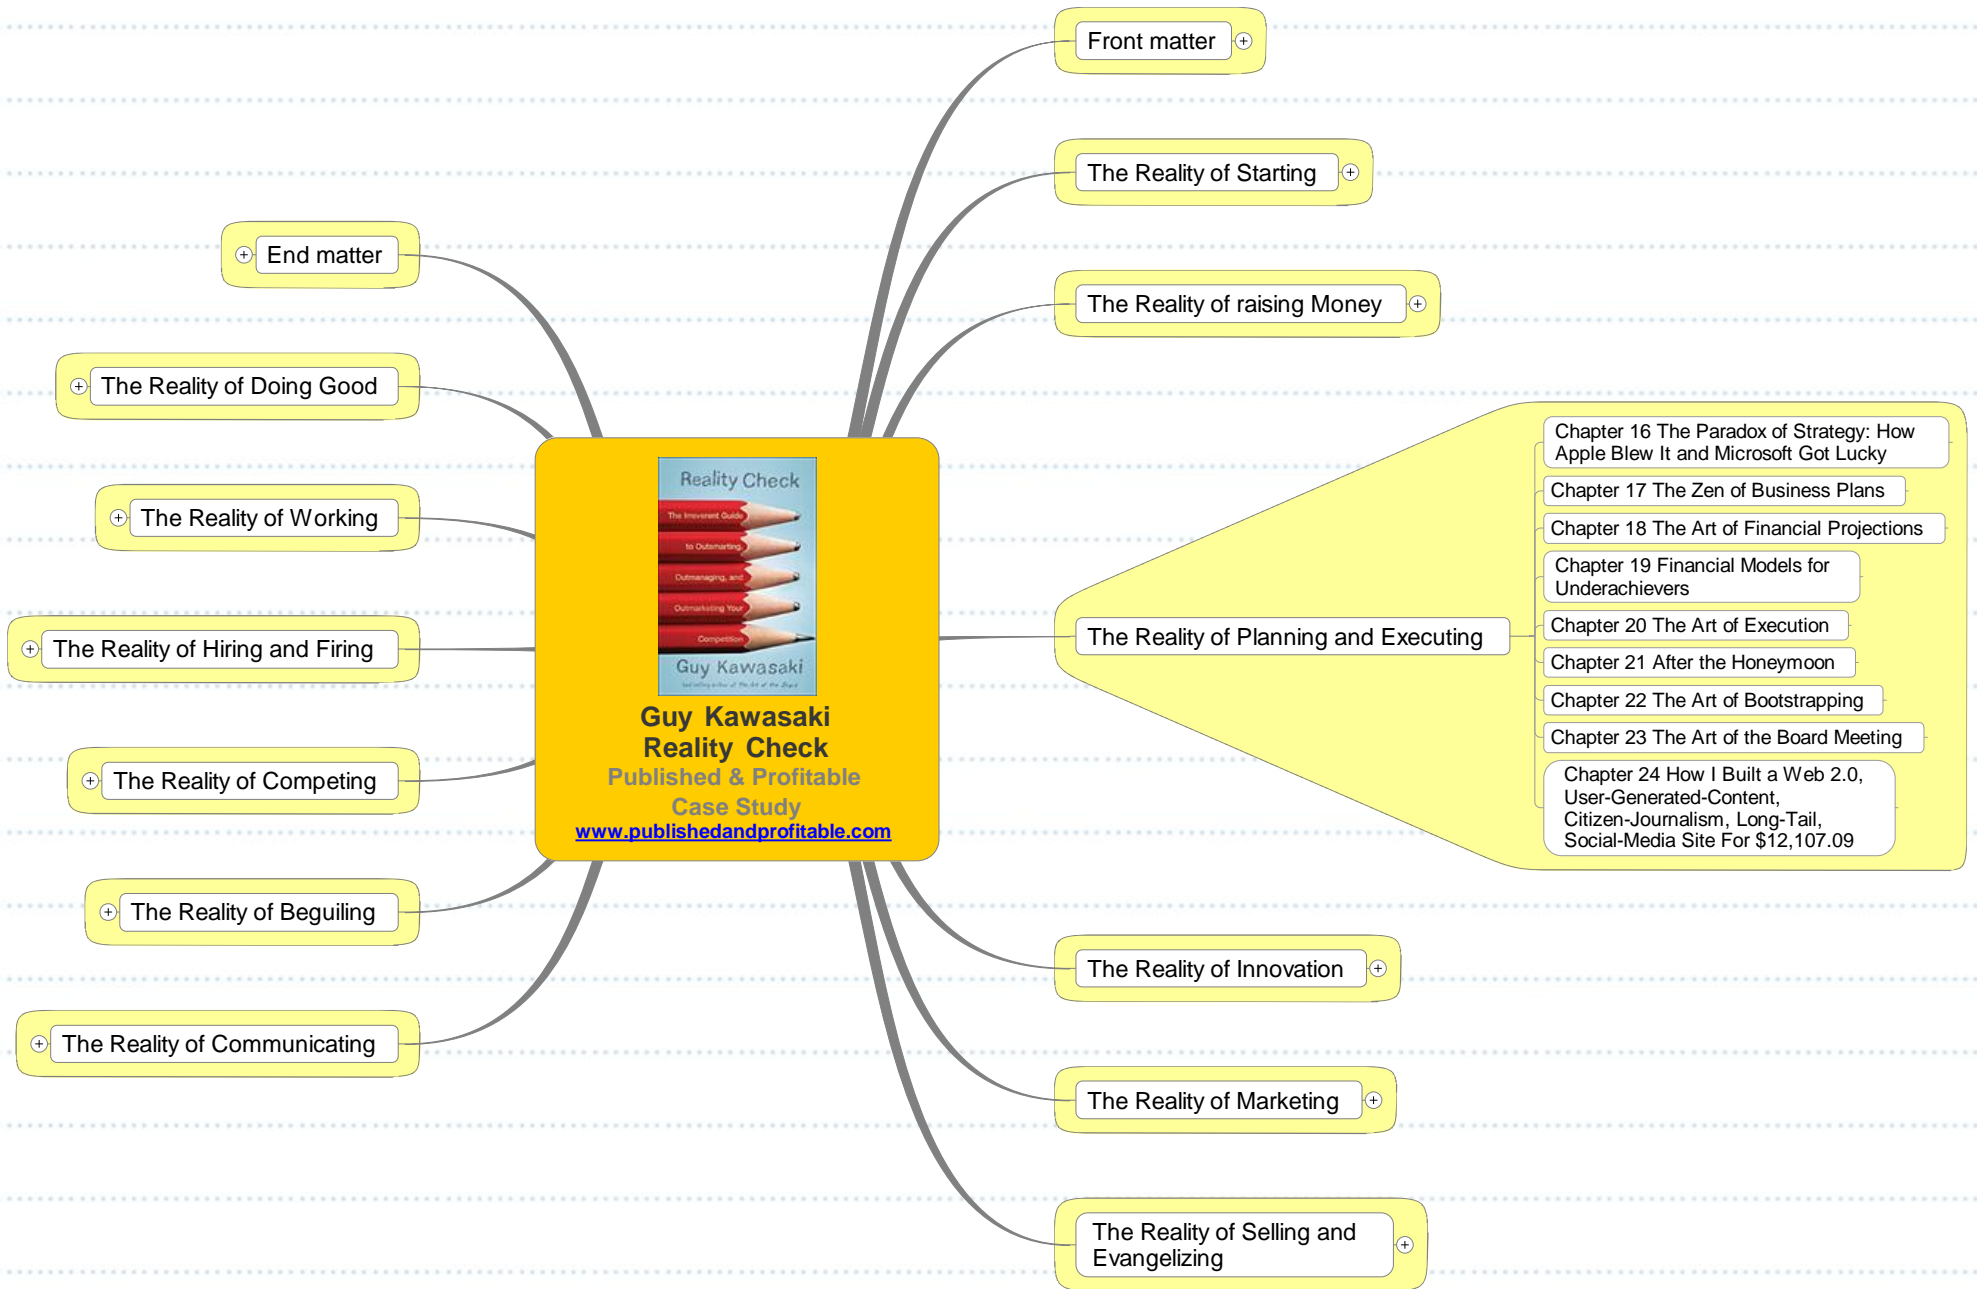 Front matter
The Reality of Starting
The Reality of raising Money
The Reality of Planning and Executing
Chapter 16 The Paradox of Strategy: How
Apple Blew It and Microsoft Got Lucky
Chapter 17 The Zen of Business Plans
Chapter 18 The Art of Financial Projections
Chapter 19 Financial Models for
Underachievers
Chapter 20 The Art of Execution
Chapter 21 After the Honeymoon
Chapter 22 The Art of Bootstrapping
Chapter 23 The Art of the Board Meeting
Chapter 24 How I Built a Web 2.0,
User-Generated-Content,
Citizen-Journalism, Long-Tail,
Social-Media Site For $12,107.09
The Reality of Innovation
The Reality of Marketing
The Reality of Selling and
Evangelizing
End matter
The Reality of Doing Good
The Reality of Working
The Reality of Hiring and Firing
The Reality of Competing
The Reality of Beguiling
The Reality of Communicating
Reality Check
The Irreverent Guide
to Outsmarting,
Outmanaging, and
Outmarketing Your
Competition
Guy Kawasaki
bestselling author of The Art of the Start
Guy Kawasaki
Reality Check
Published & Profitable
Case Study
www.publishedandprofitable.com